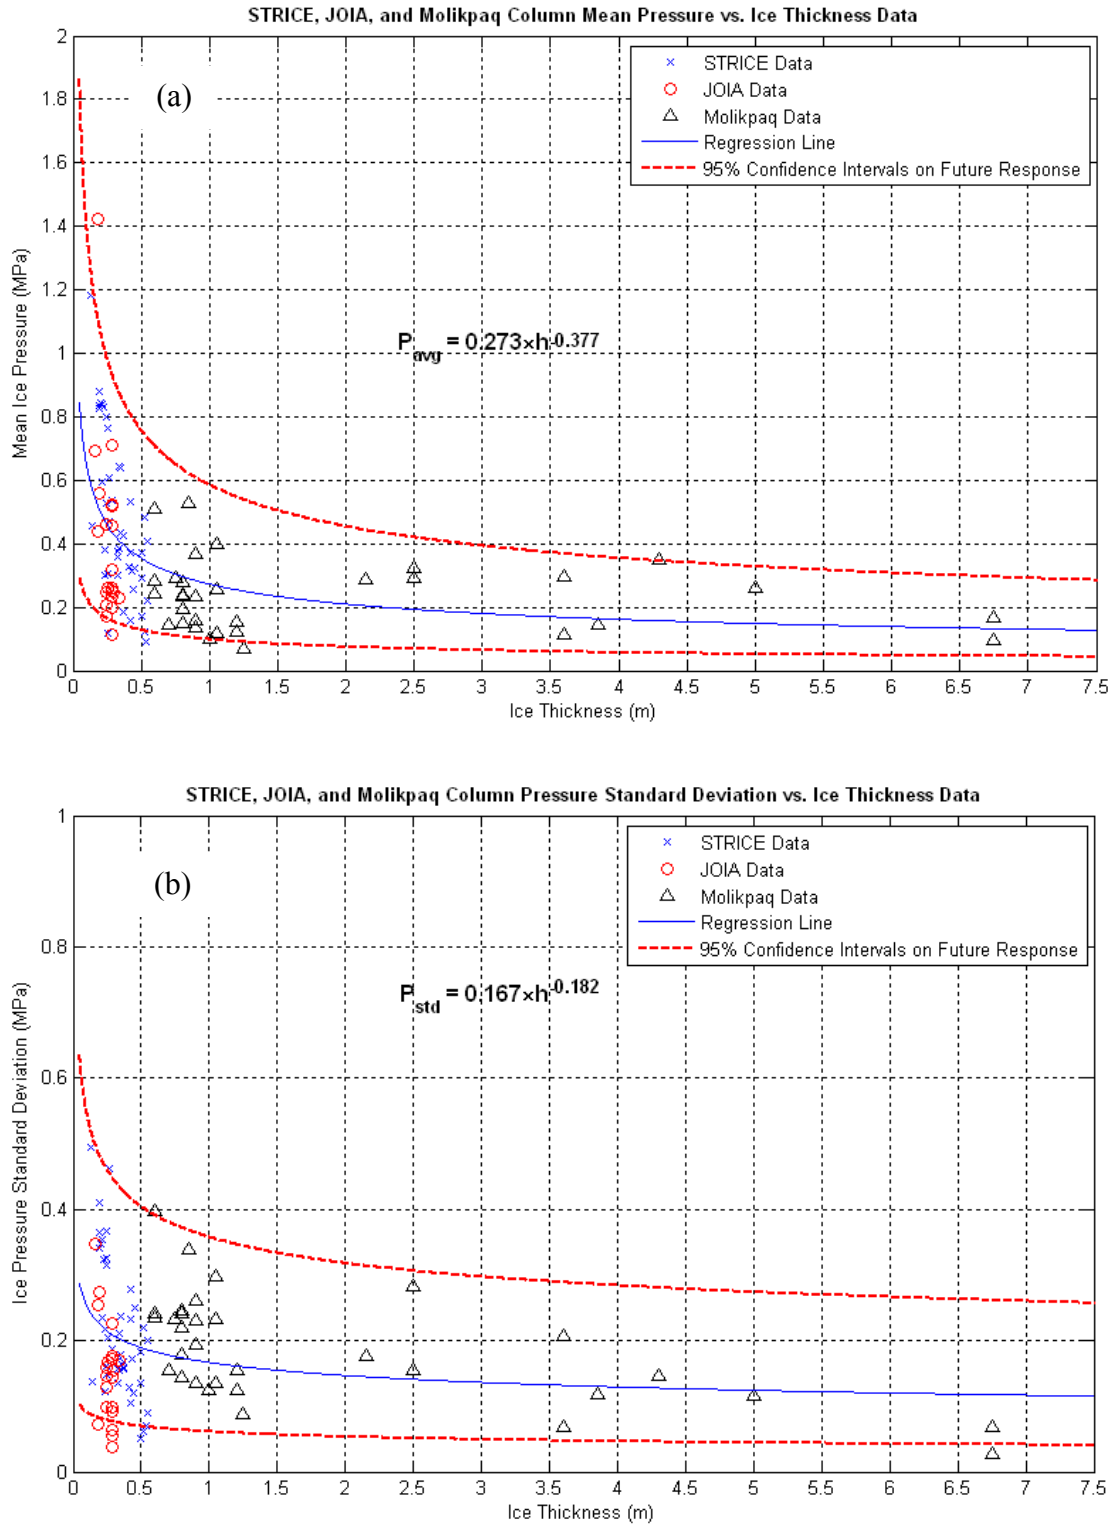 STRICE, JOIA, and Molikpaq Column Mean Pressure vs. Ice Thickness Data
2
1.8
1.6
1.4
1.2
1
0.8
0.6
0.4
0.2
0
Mean Ice Pressure (MPa)
(a)
STRICE Data
JOIA Data
Molikpaq Data
Regression Line
95% Confidence Intervals on Future Response
P_avg = 0.273×h^-0.377
0 0.5 1 1.5 2 2.5 3 3.5 4 4.5 5 5.5 6 6.5 7 7.5
Ice Thickness (m)
STRICE, JOIA, and Molikpaq Column Pressure Standard Deviation vs. Ice Thickness Data
1
0.8
0.6
0.4
0.2
0
Ice Pressure Standard Deviation (MPa)
(b)
STRICE Data
JOIA Data
Molikpaq Data
Regression Line
95% Confidence Intervals on Future Response
P_std = 0.167×h^-0.182
0 0.5 1 1.5 2 2.5 3 3.5 4 4.5 5 5.5 6 6.5 7 7.5
Ice Thickness (m)